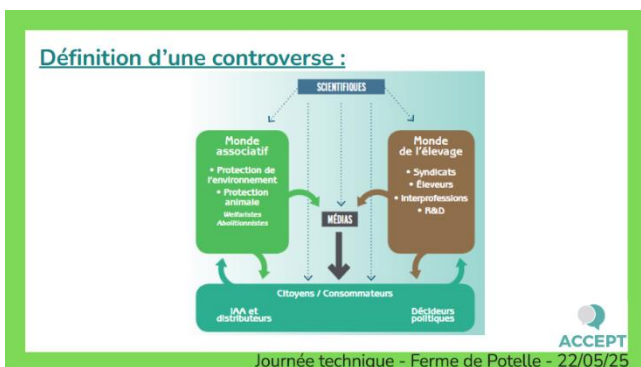 Définition d'une controverse :
SCIENTIFIQUES
Monde
associatif
• Protection de
l'environnement
• Protection
animale
Welfaristes
Abolitionnistes
Monde
de l'élevage
• Syndicats
• Éleveurs
• Interprofessions
• R&D
MÉDIAS
Citoyens / Consommateurs
IAA et
distributeurs
Décideurs
politiques
ACCEPT
Journée technique - Ferme de Potelle - 22/05/25